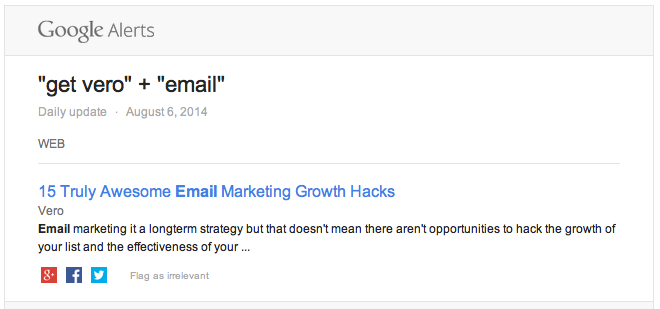 Google Alerts
"get vero" + "email"
Daily update · August 6, 2014
WEB
15 Truly Awesome Email Marketing Growth Hacks
Vero
Email marketing it a longterm strategy but that doesn't mean there aren't opportunities to hack the growth of
your list and the effectiveness of your ...
Flag as irrelevant